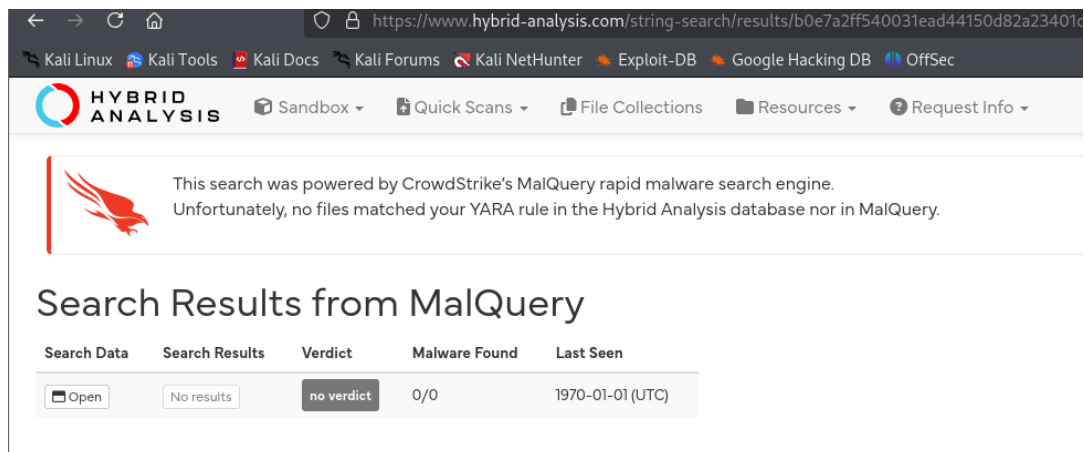 https://www.hybrid-analysis.com/string-search/results/b0e7a2ff540031ead44150d82a23401c
Kali Linux Kali Tools Kali Docs Kali Forums Kali NetHunter Exploit-DB Google Hacking DB OffSec
HYBRID
ANALYSIS
Sandbox Quick Scans File Collections Resources Request Info
This search was powered by CrowdStrike's MalQuery rapid malware search engine.
Unfortunately, no files matched your YARA rule in the Hybrid Analysis database nor in MalQuery.
Search Results from MalQuery
Search Data Search Results Verdict Malware Found Last Seen
Open No results no verdict 0/0 1970-01-01 (UTC)